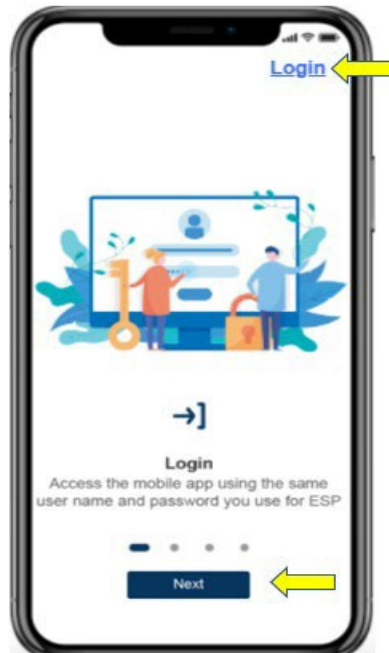 Login
Login
Access the mobile app using the same
user name and password you use for ESP
Next